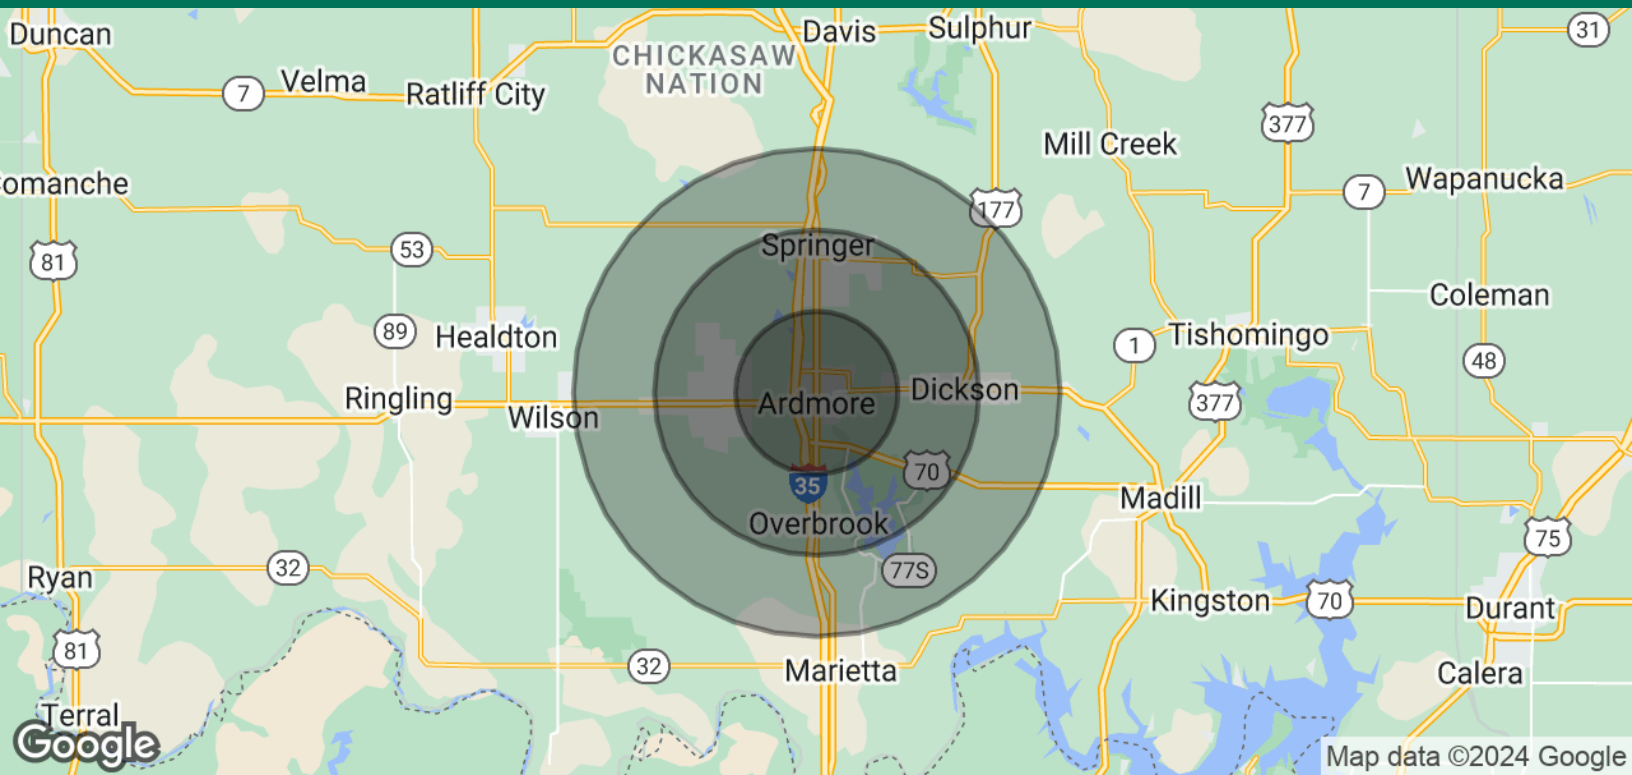 Duncan
Davis
Sulphur
31
CHICKASAW
NATION
7
Velma
Ratliff City
377
Mill Creek
omanche
7
Wapanucka
177
53
Springer
81
Coleman
89
Healdton
1
Tishomingo
48
Ringling
Wilson
Ardmore
Dickson
377
70
35
Madill
Overbrook
75
32
77S
Ryan
Kingston
70
Durant
81
32
Marietta
Calera
Terral
Google
Map data ©2024 Google